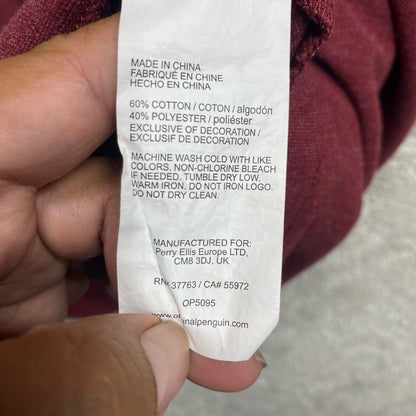 MADE IN CHINA
FABRIQUÉ EN CHINE
HECHO EN CHINA
60% COTTON / COTON / algodón
40% POLYESTER / poliéster
EXCLUSIVE OF DECORATION /
EXCLUSIF DE DECORATION
MACHINE WASH COLD WITH LIKE
COLORS. NON-CHLORINE BLEACH
IF NEEDED. TUMBLE DRY LOW.
WARM IRON. DO NOT IRON LOGO.
DO NOT DRY CLEAN.
MANUFACTURED FOR:
Perry Ellis Europe LTD,
CM8 3DJ, UK
RN# 37763 / CA# 55972
OP5095